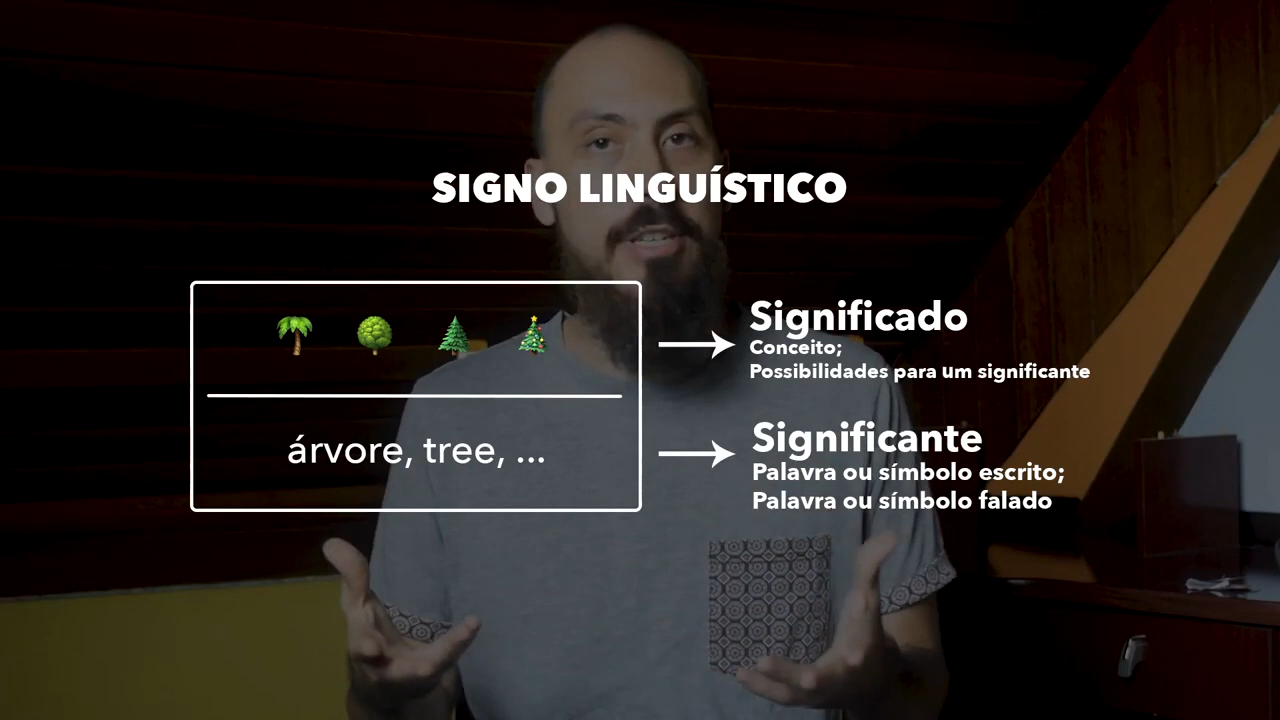 SIGNO LINGUÍSTICO
Significado
Conceito;
Possibilidades para um significante
árvore, tree, ...
Significante
Palavra ou símbolo escrito;
Palavra ou símbolo falado